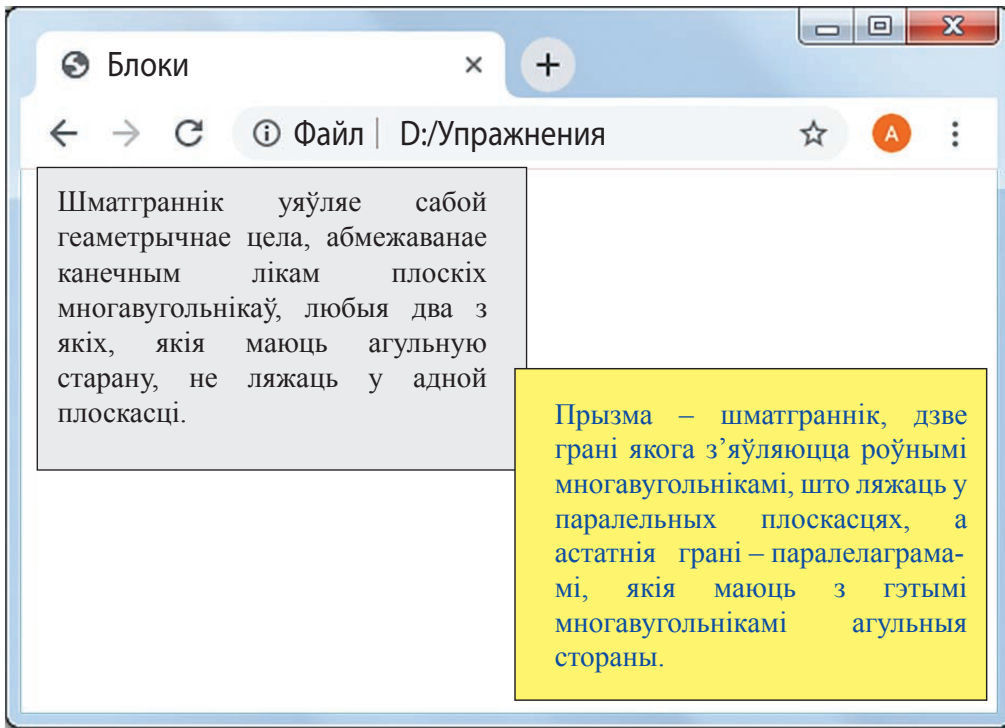 Блоки
Файл | D:/Упражнения
A
Шматграннік уяўляе сабой
геаметрычнае цела, абмежаванае
канечным лікам плоскіх
многавугольнікаў, любыя два з
якіх, якія маюць агульную
старану, не ляжаць у адной
плоскасці.
Прызма – шматграннік, дзве
грані якога з’яўляюцца роўнымі
многавугольнікамі, што ляжаць у
паралельных плоскасцях, а
астатнія грані – паралелаграма-
мі, якія маюць з гэтымі
многавугольнікамі агульныя
стораны.